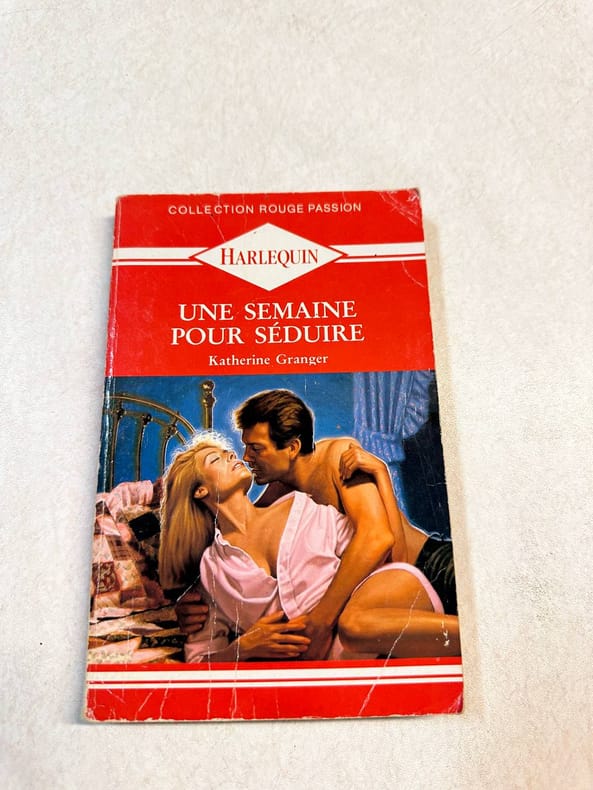 COLLECTION ROUGE PASSION
HARLEQUIN
UNE SEMAINE
POUR SÉDUIRE
Katherine Granger